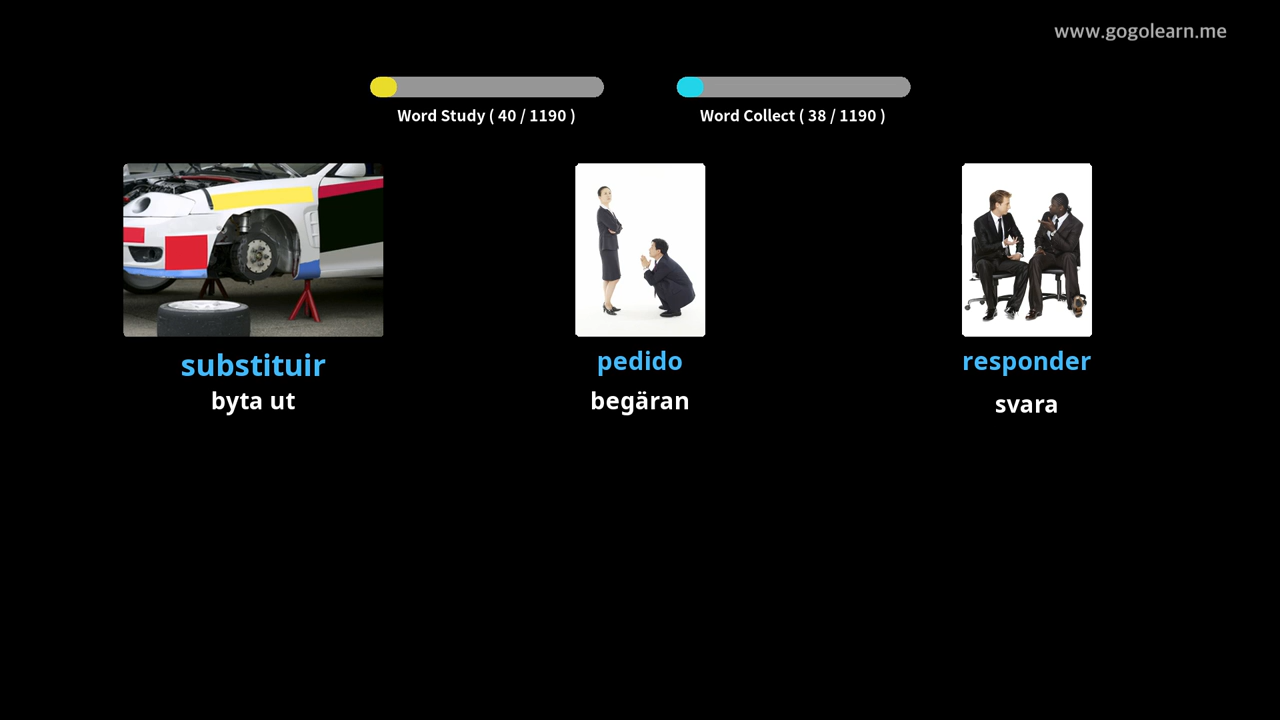 www.gogolearn.me
Word Study ( 40 / 1190 )
Word Collect ( 38 / 1190 )
substituir
byta ut
pedido
begäran
responder
svara